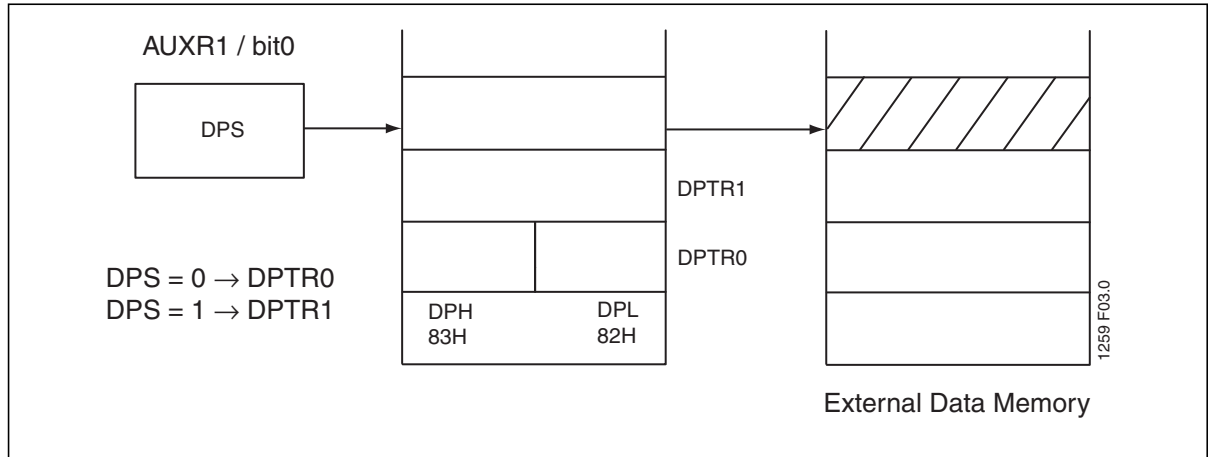 AUXR1 / bit0
DPS
DPTR1
DPTR0
DPS = 0 → DPTR0
DPS = 1 → DPTR1
DPH DPL
83H 82H
External Data Memory
1259 F03.0